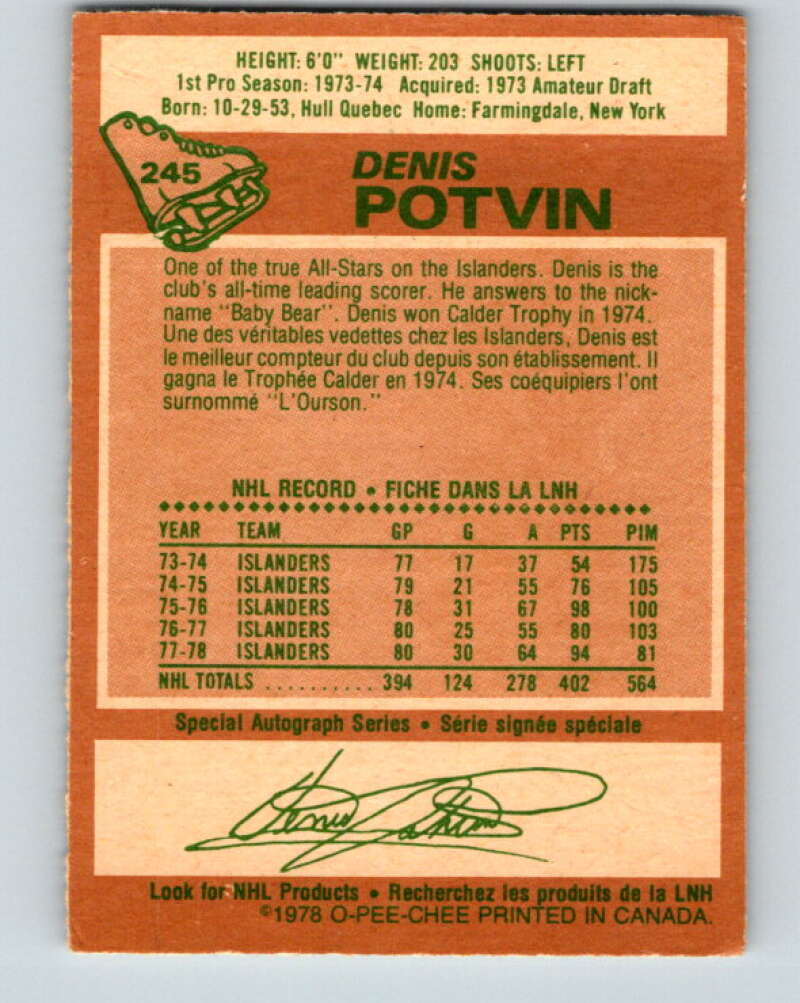 HEIGHT: 6'0" WEIGHT: 203 SHOOTS: LEFT
1st Pro Season: 1973-74 Acquired: 1973 Amateur Draft
Born: 10-29-53, Hull Quebec Home: Farmingdale, New York
245
DENIS
POTVIN
One of the true All-Stars on the Islanders. Denis is the
club's all-time leading scorer. He answers to the nick-
name "Baby Bear". Denis won Calder Trophy in 1974.
Une des véritables vedettes chez les Islanders, Denis est
le meilleur compteur du club depuis son établissement. Il
gagna le Trophée Calder en 1974. Ses coéquipiers l'ont
surnommé "L'Ourson."
NHL RECORD • FICHE DANS LA LNH
YEAR TEAM GP G A PTS PIM
73-74 ISLANDERS 77 17 37 54 175
74-75 ISLANDERS 79 21 55 76 105
75-76 ISLANDERS 78 31 67 98 100
76-77 ISLANDERS 80 25 55 80 103
77-78 ISLANDERS 80 30 64 94 81
NHL TOTALS .......... 394 124 278 402 564
Special Autograph Series • Série signée spéciale
Denis Potvin
Look for NHL Products • Recherchez les produits de la LNH
©1978 O-PEE-CHEE PRINTED IN CANADA.